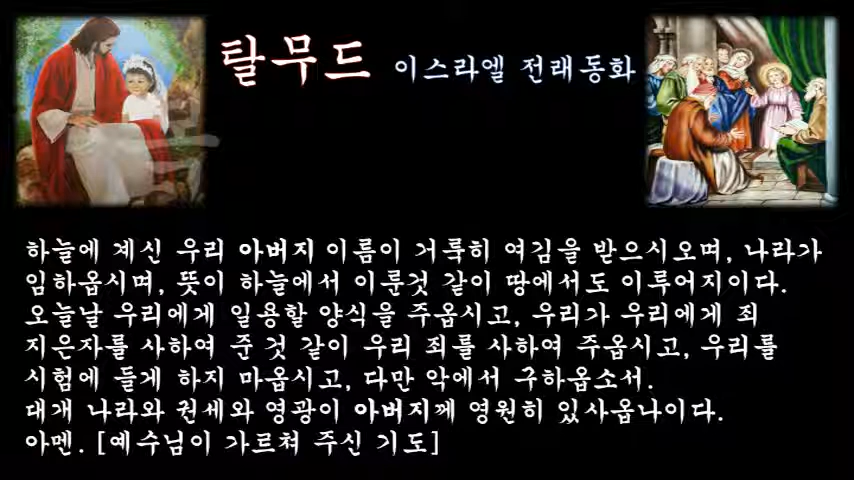 탈무드 이스라엘 전래동화
하늘에 계신 우리 아버지 이름이 거룩히 여김을 받으시오며, 나라가
임하옵시며, 뜻이 하늘에서 이룬것 같이 땅에서도 이루어지이다.
오늘날 우리에게 일용할 양식을 주옵시고, 우리가 우리에게 죄
지은자를 사하여 준 것 같이 우리 죄를 사하여 주옵시고, 우리를
시험에 들게 하지 마옵시고, 다만 악에서 구하옵소서.
대개 나라와 권세와 영광이 아버지께 영원히 있사옵나이다.
아멘. [예수님이 가르쳐 주신 기도]